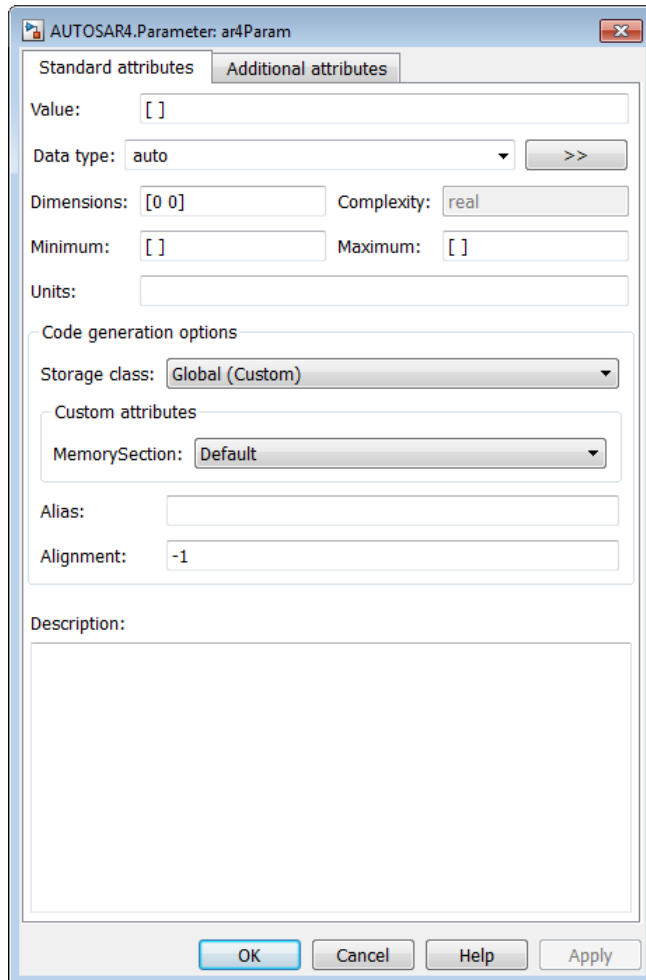 AUTOSAR4.Parameter: ar4Param
Standard attributes Additional attributes
Value: [ ]
Data type: auto >>
Dimensions: [0 0] Complexity: real
Minimum: [ ] Maximum: [ ]
Units:
Code generation options
Storage class: Global (Custom)
Custom attributes
MemorySection: Default
Alias:
Alignment: -1
Description:
OK Cancel Help Apply